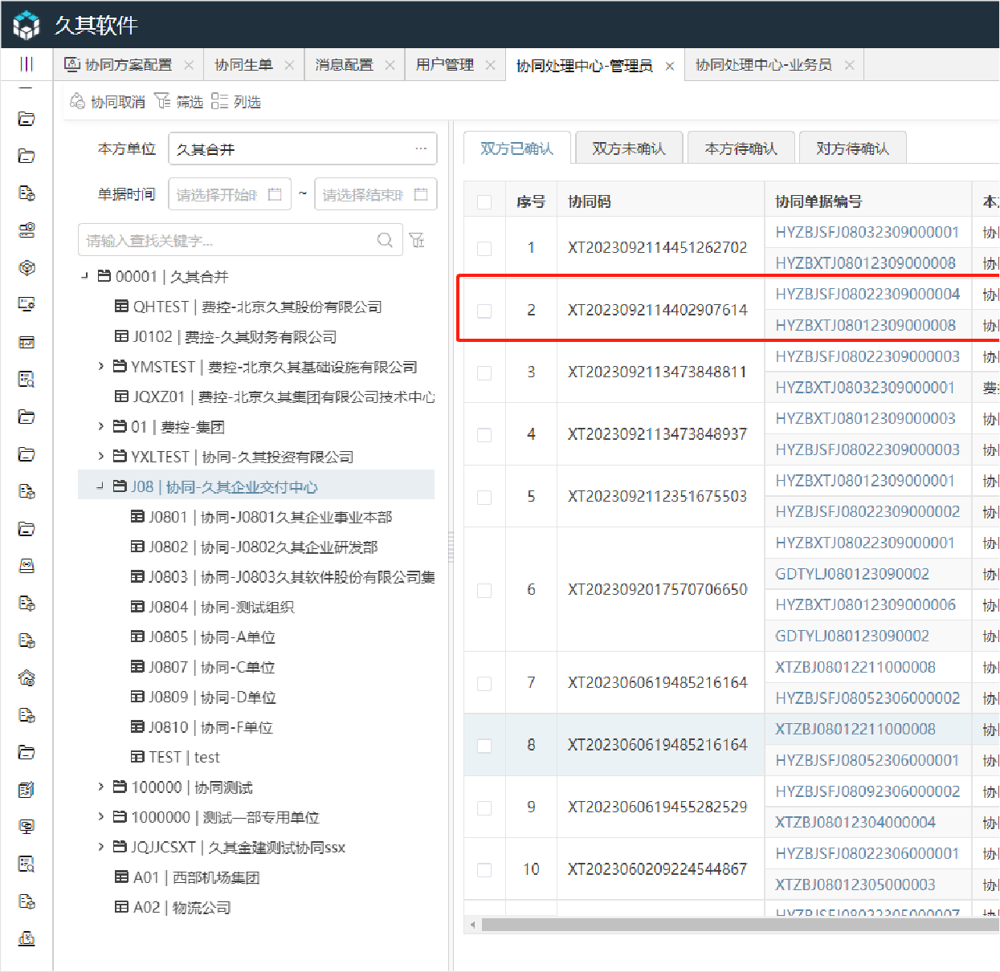 久其软件
协同方案配置
协同生单
消息配置
用户管理
协同处理中心-管理员
协同处理中心-业务员
协同取消
筛选
列选
本方单位
久其合并
单据时间
请选择开始时
~
请选择结束时
请输入查找关键字...
00001 | 久其合并
QHTEST | 费控-北京久其股份有限公司
J0102 | 费控-久其财务有限公司
YMSTEST | 费控-北京久其基础设施有限公司
JQXZ01 | 费控-北京久其集团有限公司技术中心
01 | 费控-集团
YXLTEST | 协同-久其投资有限公司
J08 | 协同-久其企业交付中心
J0801 | 协同-J0801久其企业事业本部
J0802 | 协同-J0802久其企业研发部
J0803 | 协同-J0803久其软件股份有限公司集
J0804 | 协同-测试组织
J0805 | 协同-A单位
J0807 | 协同-C单位
J0809 | 协同-D单位
J0810 | 协同-F单位
TEST | test
100000 | 协同测试
1000000 | 测试一部专用单位
JQJJCSXT | 久其金建测试协同ssx
A01 | 西部机场集团
A02 | 物流公司
双方已确认
双方未确认
本方待确认
对方待确认
序号
协同码
协同单据编号
本
1
XT2023092114451262702
HYZBJSFJ08032309000001
协
HYZBXTJ08012309000008
协
2
XT2023092114402907614
HYZBJSFJ08022309000004
协
HYZBXTJ08012309000008
协
3
XT2023092113473848811
HYZBJSFJ08022309000003
协
HYZBXTJ08032309000001
费
4
XT2023092113473848937
HYZBXTJ08012309000003
协
HYZBJSFJ08022309000003
协
5
XT2023092112351675503
HYZBXTJ08012309000001
协
HYZBJSFJ08022309000002
协
6
XT2023092017570706650
HYZBXTJ08022309000001
协
GDTYLJ080123090002
协
HYZBXTJ08012309000006
协
GDTYLJ080123090002
协
7
XT2023060619485216164
XTZBJ08012211000008
协
HYZBJSFJ08052306000002
协
8
XT2023060619485216164
XTZBJ08012211000008
协
HYZBJSFJ08052306000001
协
9
XT2023060619455282529
HYZBJSFJ08092306000002
协
XTZBJ08012304000004
协
10
XT2023060209224544867
HYZBJSFJ08022306000001
协
XTZBJ08012305000003
协
HYZBJSFJ08022305000007
协